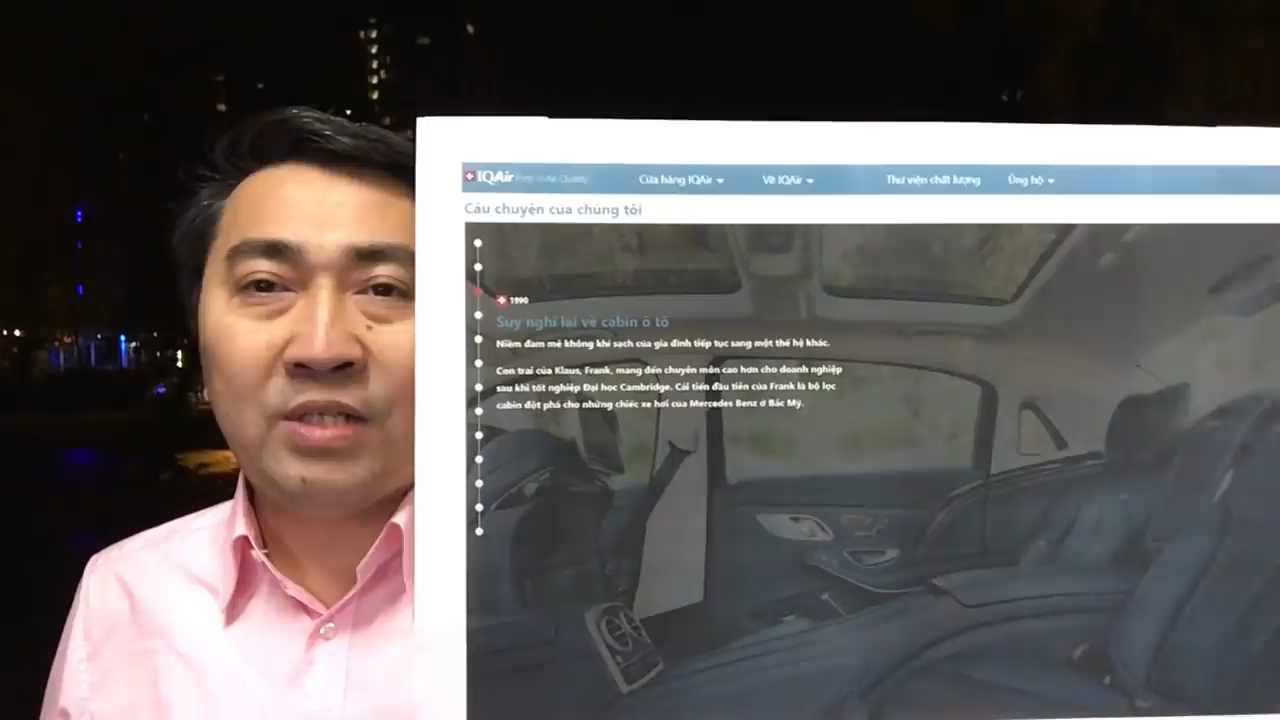 IQAir
Cửa hàng IQAir
Về IQAir
Thư viện chất lượng
Ủng hộ
Câu chuyện của chúng tôi
1990
Suy nghĩ lại về cabin ô tô
Niềm đam mê không khí sạch của gia đình tiếp tục sang một thế hệ khác.
Con trai của Klaus, Frank, mang đến chuyên môn cao hơn cho doanh nghiệp
sau khi tốt nghiệp Đại học Cambridge. Cải tiến đầu tiên của Frank là bộ lọc
cabin đột phá cho những chiếc xe hơi của Mercedes Benz ở Bắc Mỹ.